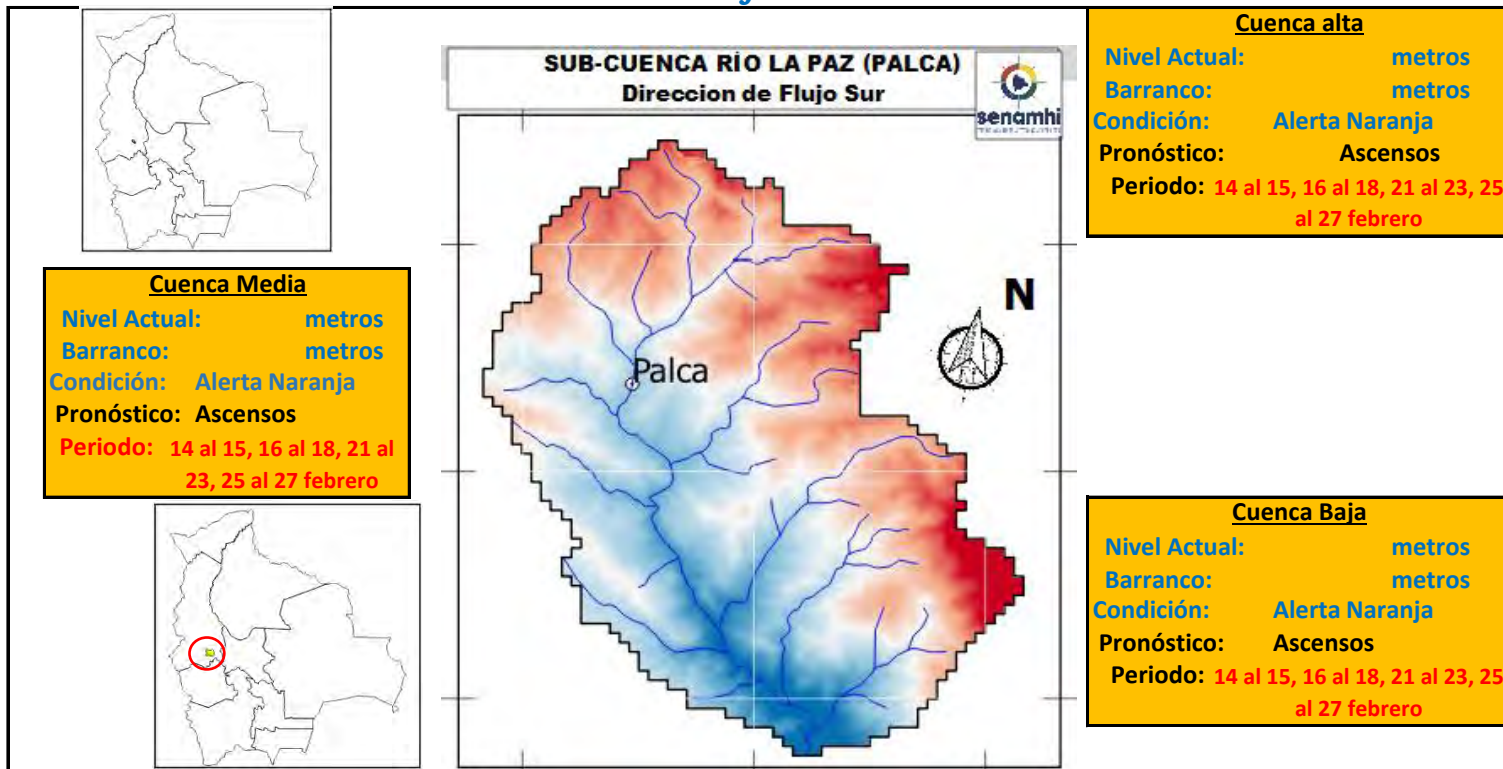 SUB-CUENCA RÍO LA PAZ (PALCA)
Direccion de Flujo Sur
senamhi
Cuenca alta
Nivel Actual: metros
Barranco: metros
Condición: Alerta Naranja
Pronóstico: Ascensos
Periodo: 14 al 15, 16 al 18, 21 al 23, 25
al 27 febrero
Cuenca Media
Nivel Actual: metros
Barranco: metros
Condición: Alerta Naranja
Pronóstico: Ascensos
Periodo: 14 al 15, 16 al 18, 21 al
23, 25 al 27 febrero
N
Palca
Cuenca Baja
Nivel Actual: metros
Barranco: metros
Condición: Alerta Naranja
Pronóstico: Ascensos
Periodo: 14 al 15, 16 al 18, 21 al 23, 25
al 27 febrero